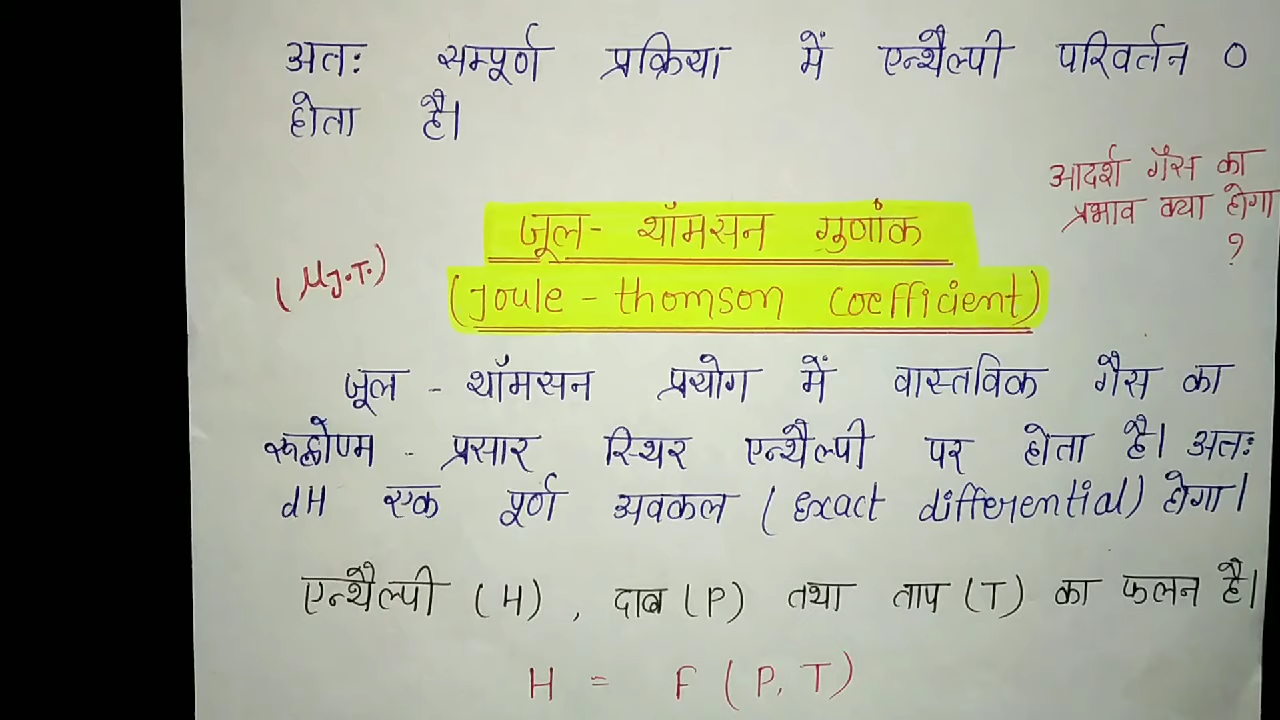 अतः सम्पूर्ण प्रक्रिया में एन्थैल्पी परिवर्तन 0
होता है।
आदर्श गैस का
प्रभाव क्या होगा
?
जूल - थॉमसन गुणांक
(μJ.T.)
(Joule - thomson coefficient)
जूल - थॉमसन प्रयोग में वास्तविक गैस का
रूद्धोष्म - प्रसार स्थिर एन्थैल्पी पर होता है। अतः
dH एक पूर्ण अवकल (Exact differential) होगा।
एन्थैल्पी (H), दाब (P) तथा ताप (T) का फलन है।
H = F (P, T)